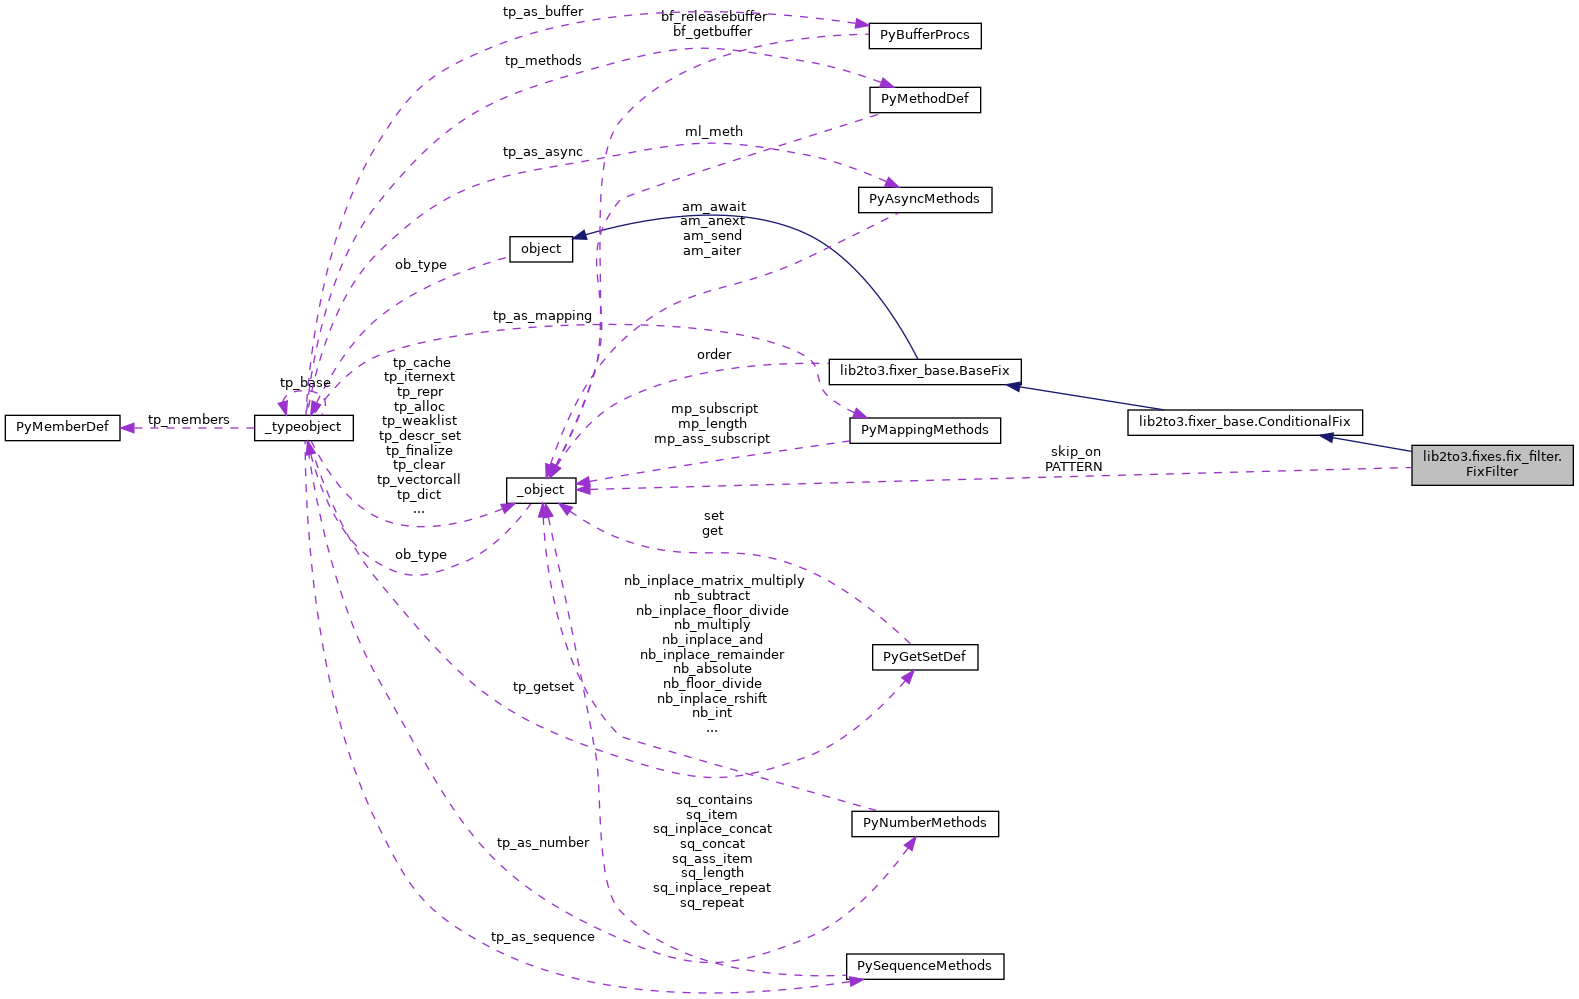 tp_as_buffer
bf_releasebuffer
bf_getbuffer
PyBufferProcs
tp_methods
PyMethodDef
ml_meth
tp_as_async
PyAsyncMethods
am_await
am_anext
am_send
am_aiter
object
ob_type
tp_as_mapping
order
lib2to3.fixer_base.BaseFix
tp_cache
tp_iternext
tp_repr
tp_alloc
tp_weaklist
tp_descr_set
tp_finalize
tp_clear
tp_vectorcall
tp_dict
...
tp_base
PyMemberDef
tp_members
_typeobject
mp_subscript
mp_length
mp_ass_subscript
PyMappingMethods
lib2to3.fixer_base.ConditionalFix
skip_on
PATTERN
lib2to3.fixes.fix_filter.
FixFilter
_object
set
get
ob_type
nb_inplace_matrix_multiply
nb_subtract
nb_inplace_floor_divide
nb_multiply
nb_inplace_and
nb_inplace_remainder
nb_absolute
nb_floor_divide
nb_inplace_rshift
nb_int
...
PyGetSetDef
tp_getset
sq_contains
sq_item
sq_inplace_concat
sq_concat
sq_ass_item
sq_length
sq_inplace_repeat
sq_repeat
PyNumberMethods
tp_as_number
tp_as_sequence
PySequenceMethods